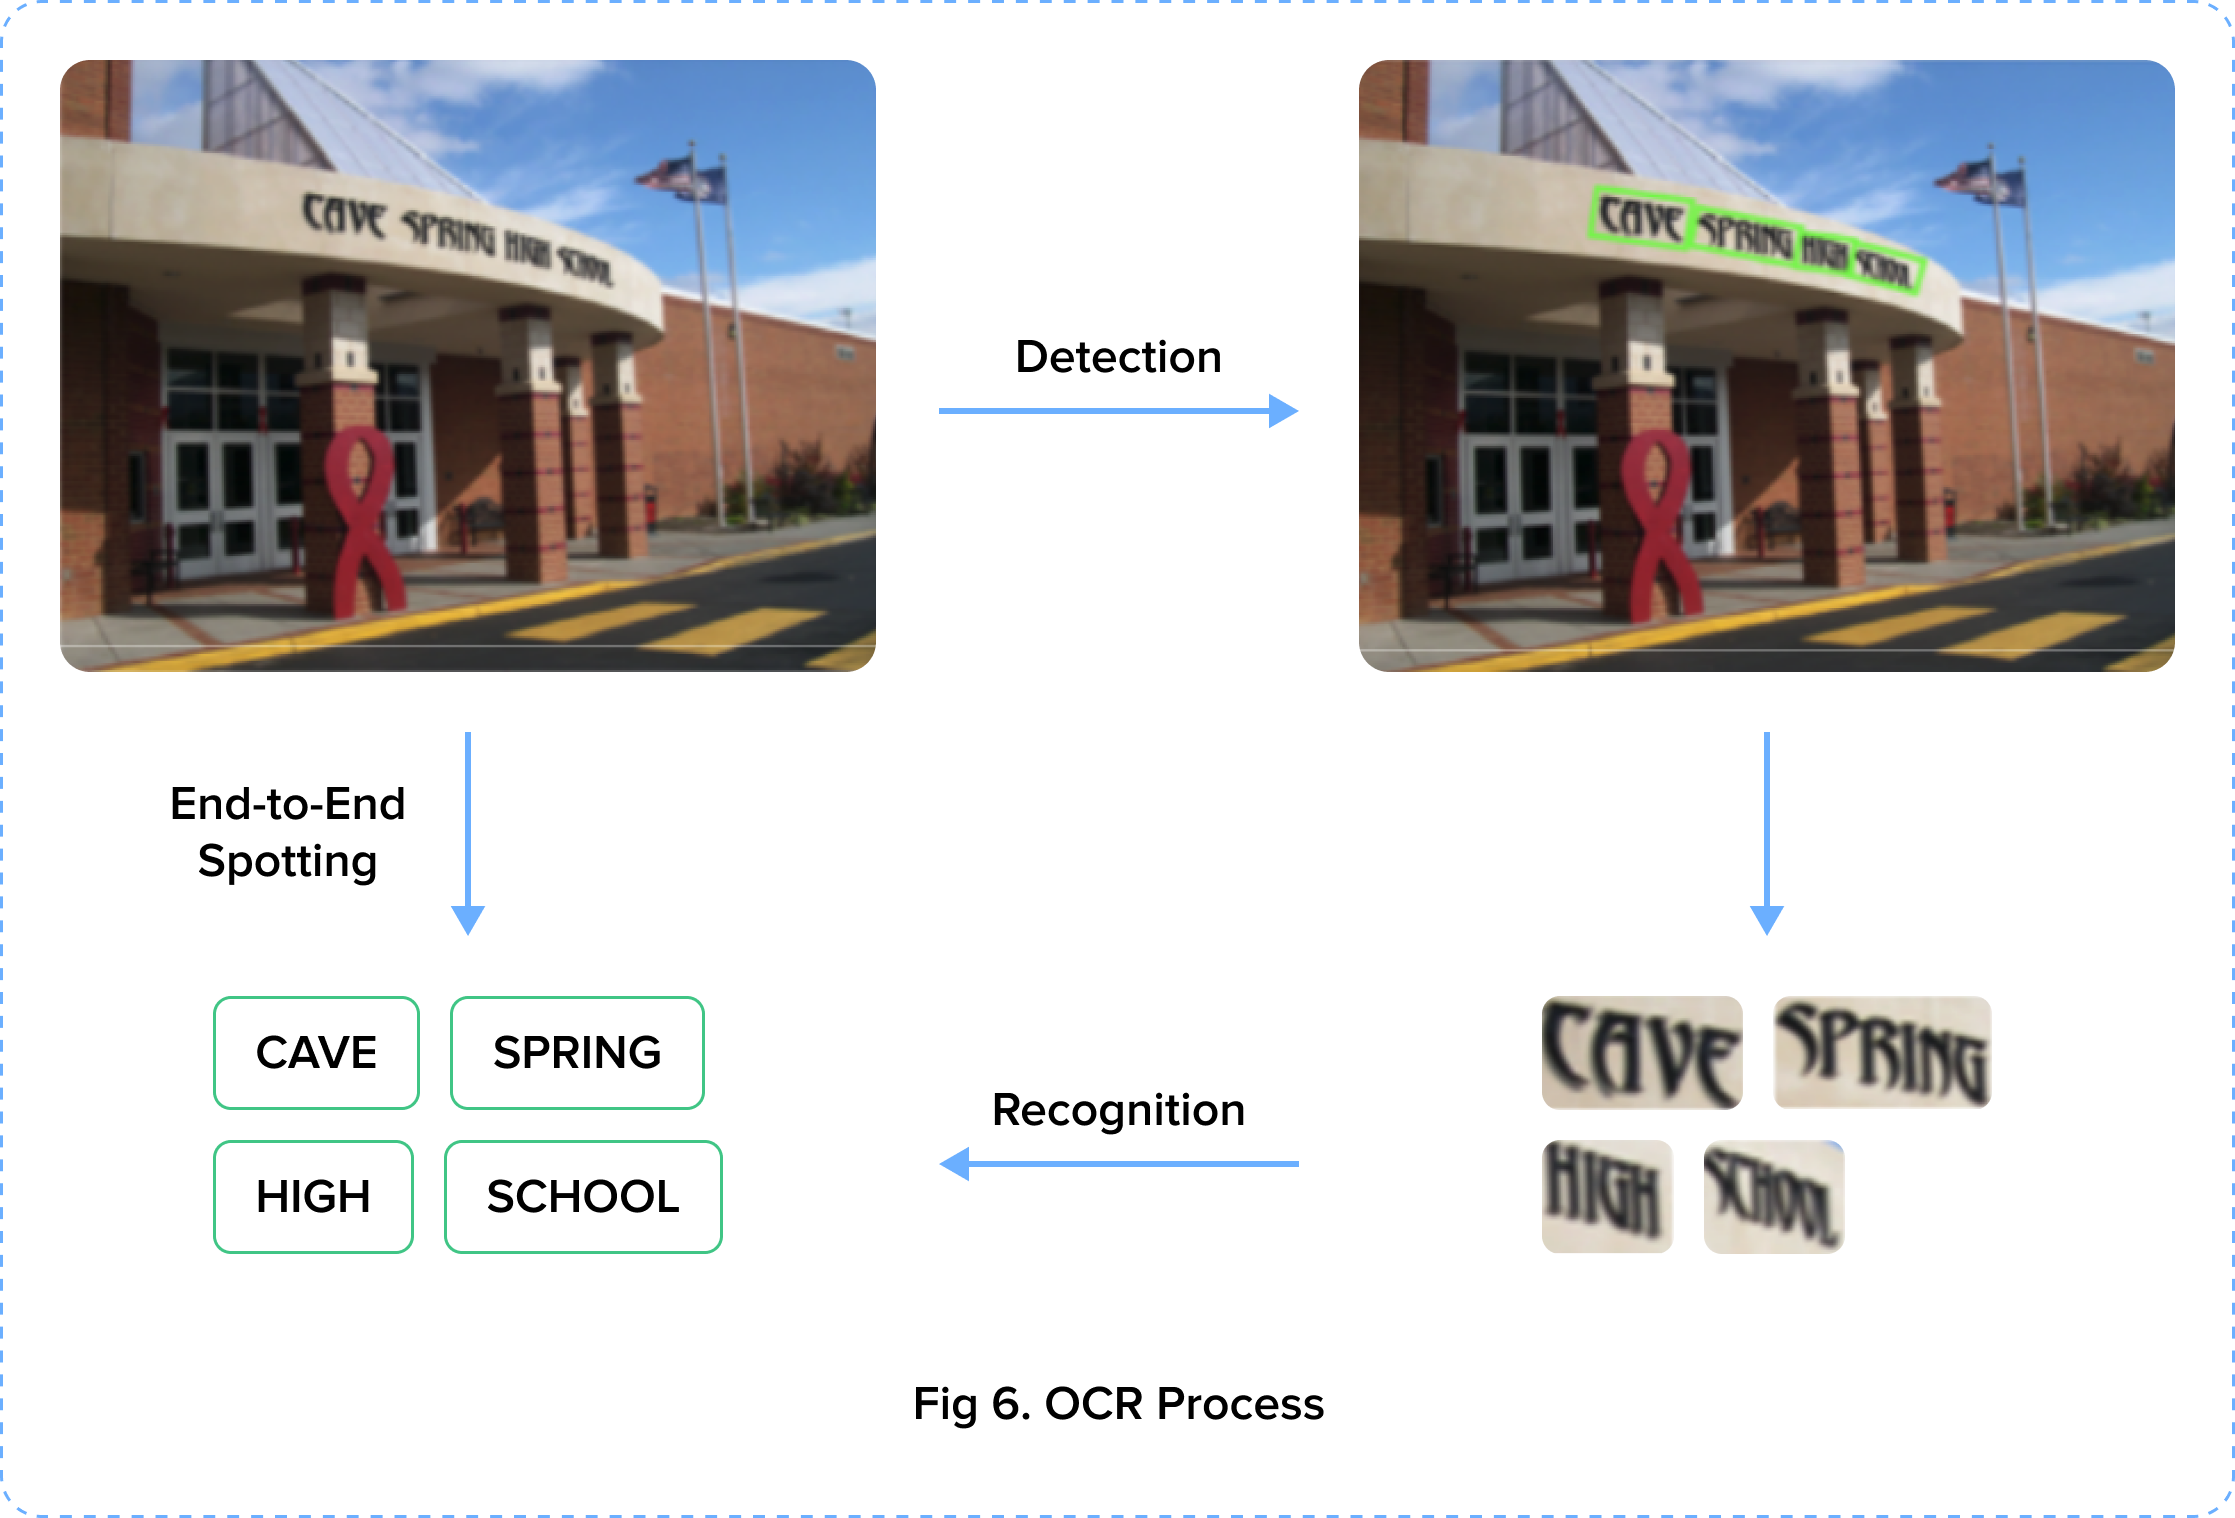 CAVE SPRING HIGH SCHOOL
Detection
CAVE SPRING HIGH SCHOOL
End-to-End
Spotting
CAVE SPRING
HIGH SCHOOL
Recognition
CAVE SPRING
HIGH SCHOOL
Fig 6. OCR Process